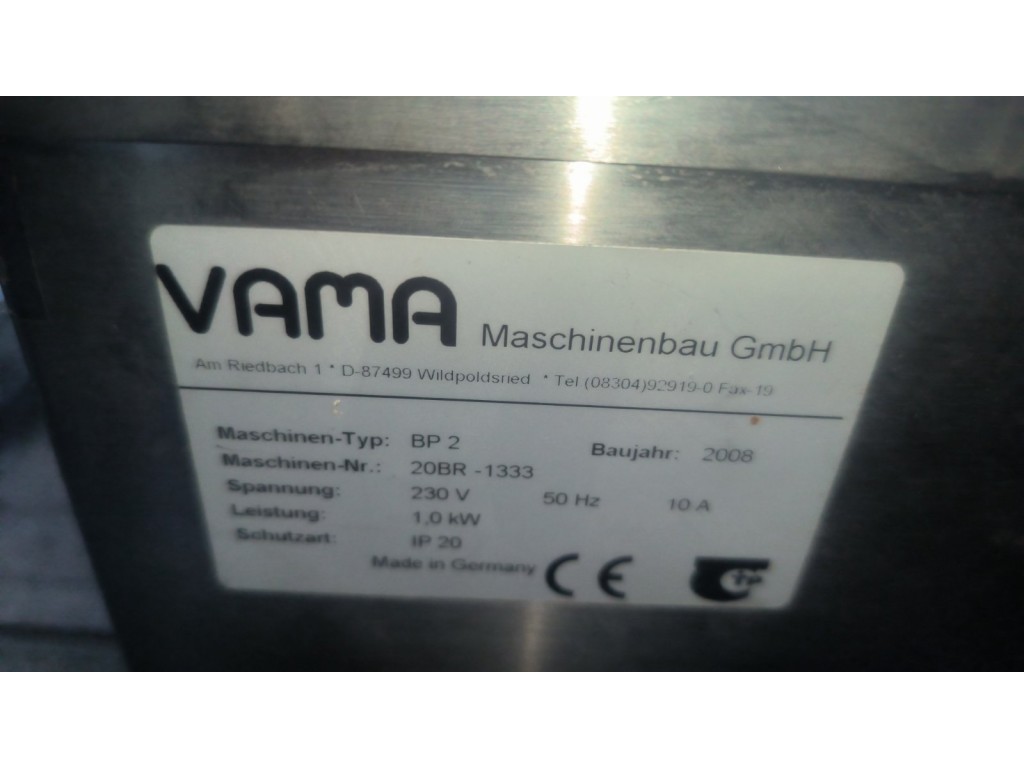 VAMA Maschinenbau GmbH
Am Riedbach 1 * D-87499 Wildpoldsried * Tel (08304)92919-0 Fax-19
Maschinen-Typ: BP 2 Baujahr: 2008
Maschinen-Nr.: 20BR -1333
Spannung: 230 V 50 Hz 10 A
Leistung: 1,0 kW
Schutzart: IP 20
Made in Germany CE